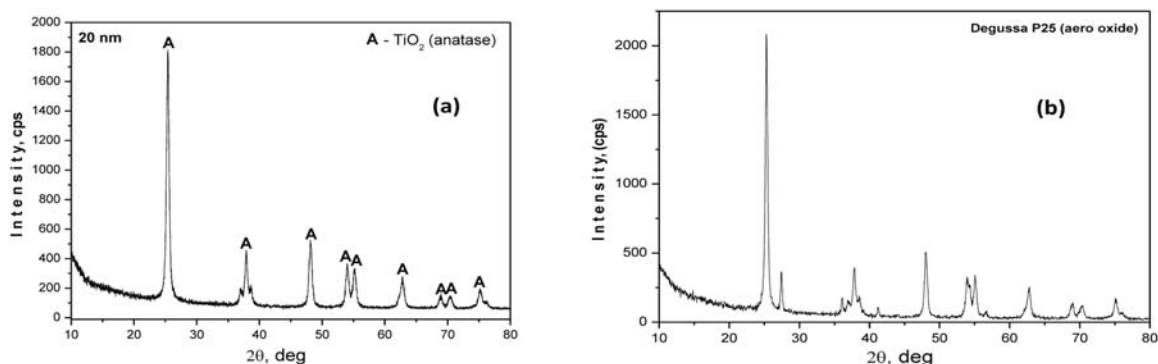 2000
1800
1600
1400
1200
1000
800
600
400
200
0
Intensity, cps
20 nm
A
A - TiO₂ (anatase)
(a)
A
A
A A
A
A A
A
10 20 30 40 50 60 70 80
2θ, deg
2000
1500
1000
500
0
Intensity, (cps)
Degussa P25 (aero oxide)
(b)
10 20 30 40 50 60 70 80
2θ, deg